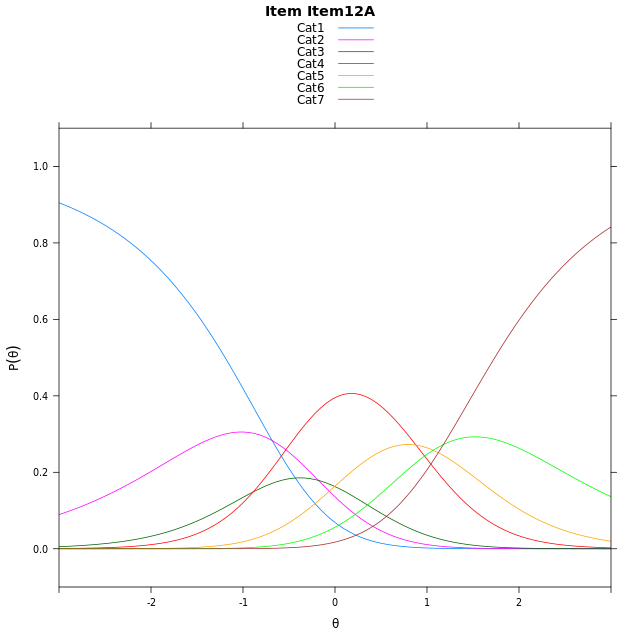 Item Item12A
Cat1
Cat2
Cat3
Cat4
Cat5
Cat6
Cat7
1.0
0.8
0.6
0.4
0.2
0.0
P(θ)
-2 -1 0 1 2
θ